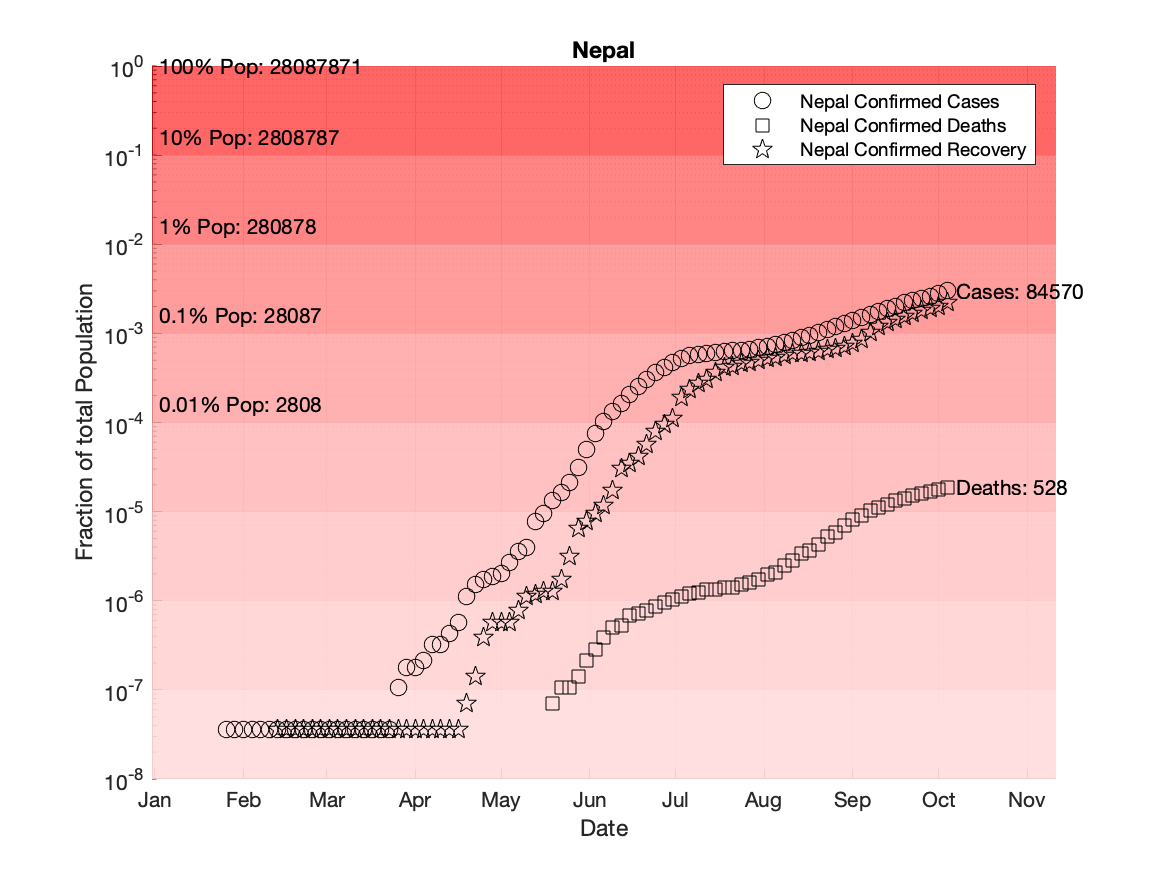 Nepal
10^0
100% Pop: 28087871
Nepal Confirmed Cases
Nepal Confirmed Deaths
Nepal Confirmed Recovery
10% Pop: 2808787
10^-1
1% Pop: 280878
10^-2
Cases: 84570
0.1% Pop: 28087
10^-3
0.01% Pop: 2808
10^-4
Fraction of total Population
Deaths: 528
10^-5
10^-6
10^-7
10^-8
Jan Feb Mar Apr May Jun Jul Aug Sep Oct Nov
Date